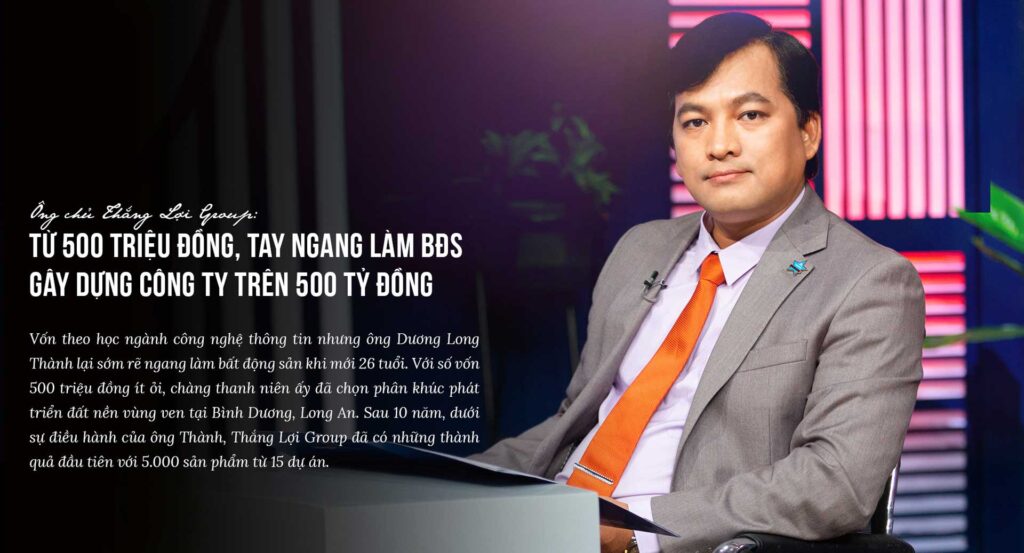 Ông chủ Thắng Lợi Group:
TỪ 500 TRIỆU ĐỒNG, TAY NGANG LÀM BĐS
GÂY DỰNG CÔNG TY TRÊN 500 TỶ ĐỒNG
Vốn theo học ngành công nghệ thông tin nhưng ông Dương Long
Thành lại sớm rẽ ngang làm bất động sản khi mới 26 tuổi. Với số vốn
500 triệu đồng ít ỏi, chàng thanh niên ấy đã chọn phân khúc phát
triển đất nền vùng ven tại Bình Dương, Long An. Sau 10 năm, dưới
sự điều hành của ông Thành, Thắng Lợi Group đã có những thành
quả đầu tiên với 5.000 sản phẩm từ 15 dự án.